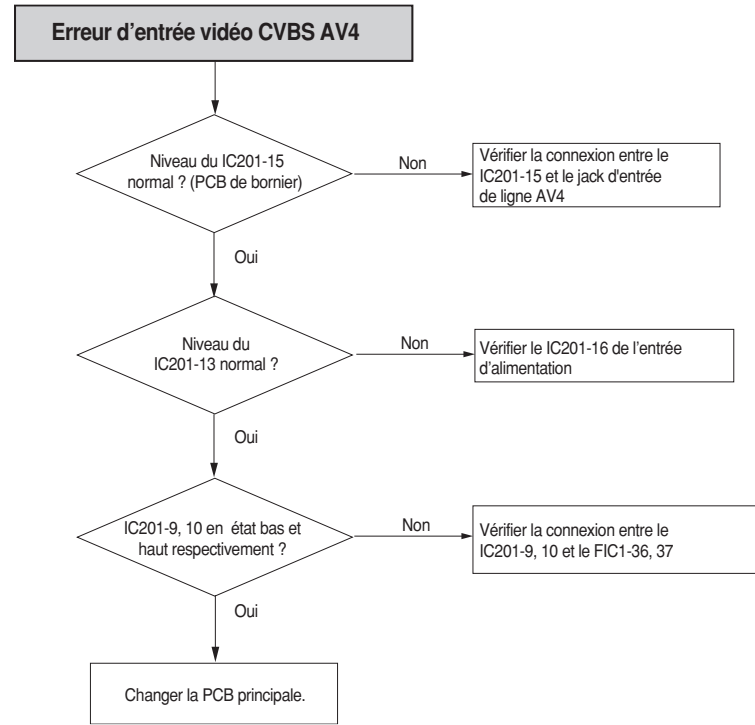 Erreur d'entrée vidéo CVBS AV4
Niveau du IC201-15
normal ? (PCB de bornier)
Non
Vérifier la connexion entre le
IC201-15 et le jack d'entrée
de ligne AV4
Oui
Niveau du
IC201-13 normal ?
Non
Vérifier le IC201-16 de l'entrée
d'alimentation
Oui
IC201-9, 10 en état bas et
haut respectivement ?
Non
Vérifier la connexion entre le
IC201-9, 10 et le FIC1-36, 37
Oui
Changer la PCB principale.